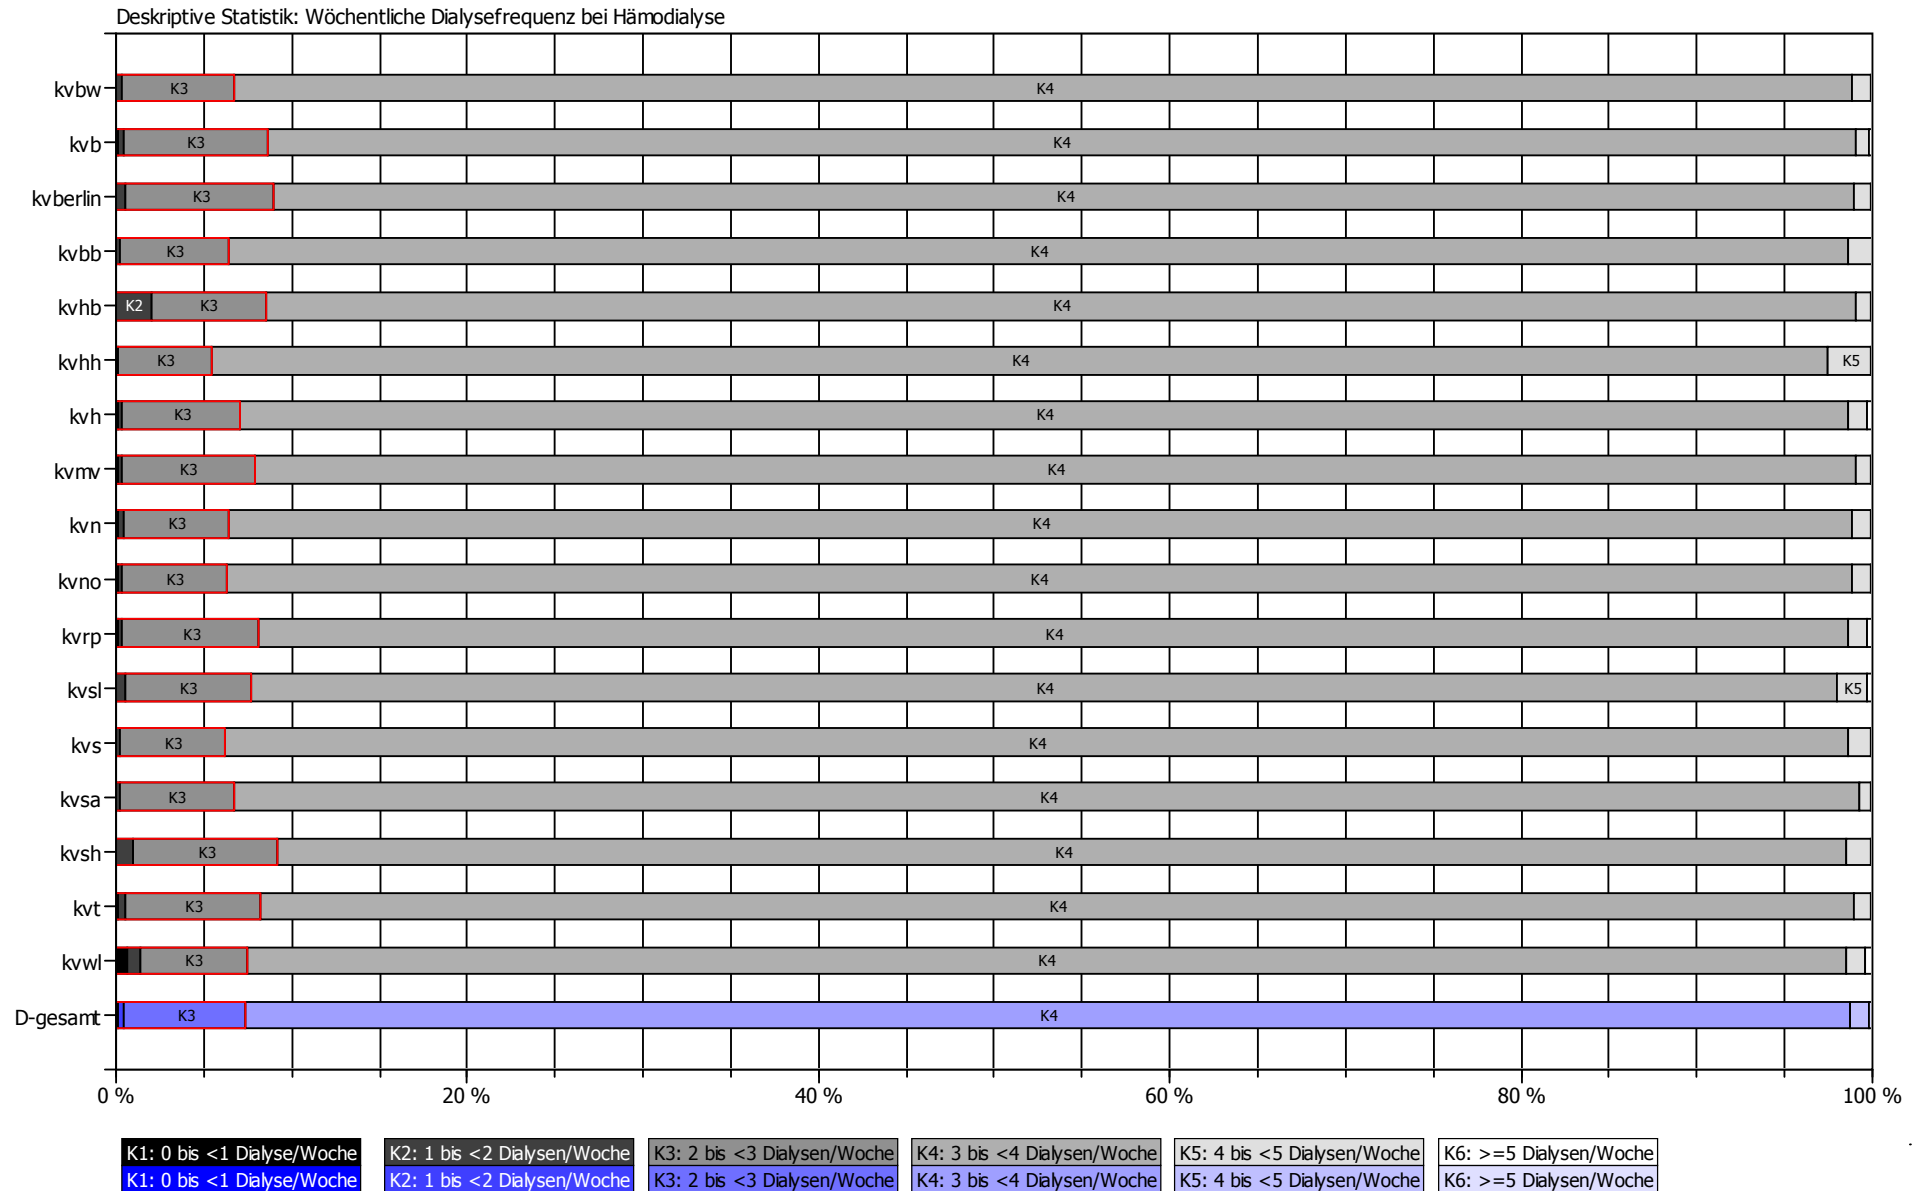 Deskriptive Statistik: Wöchentliche Dialysefrequenz bei Hämodialyse
kvbw K3 K4
kvb K3 K4
kvberlin K3 K4
kvbb K3 K4
kvhb K2 K3 K4
kvhh K3 K4 K5
kvh K3 K4
kvmv K3 K4
kvn K3 K4
kvno K3 K4
kvrp K3 K4
kvsl K3 K4 K5
kvs K3 K4
kvsa K3 K4
kvsh K3 K4
kvt K3 K4
kvwl K3 K4
D-gesamt K3 K4
0 % 20 % 40 % 60 % 80 % 100 %
K1: 0 bis <1 Dialyse/Woche K2: 1 bis <2 Dialysen/Woche K3: 2 bis <3 Dialysen/Woche K4: 3 bis <4 Dialysen/Woche K5: 4 bis <5 Dialysen/Woche K6: >=5 Dialysen/Woche
K1: 0 bis <1 Dialyse/Woche K2: 1 bis <2 Dialysen/Woche K3: 2 bis <3 Dialysen/Woche K4: 3 bis <4 Dialysen/Woche K5: 4 bis <5 Dialysen/Woche K6: >=5 Dialysen/Woche